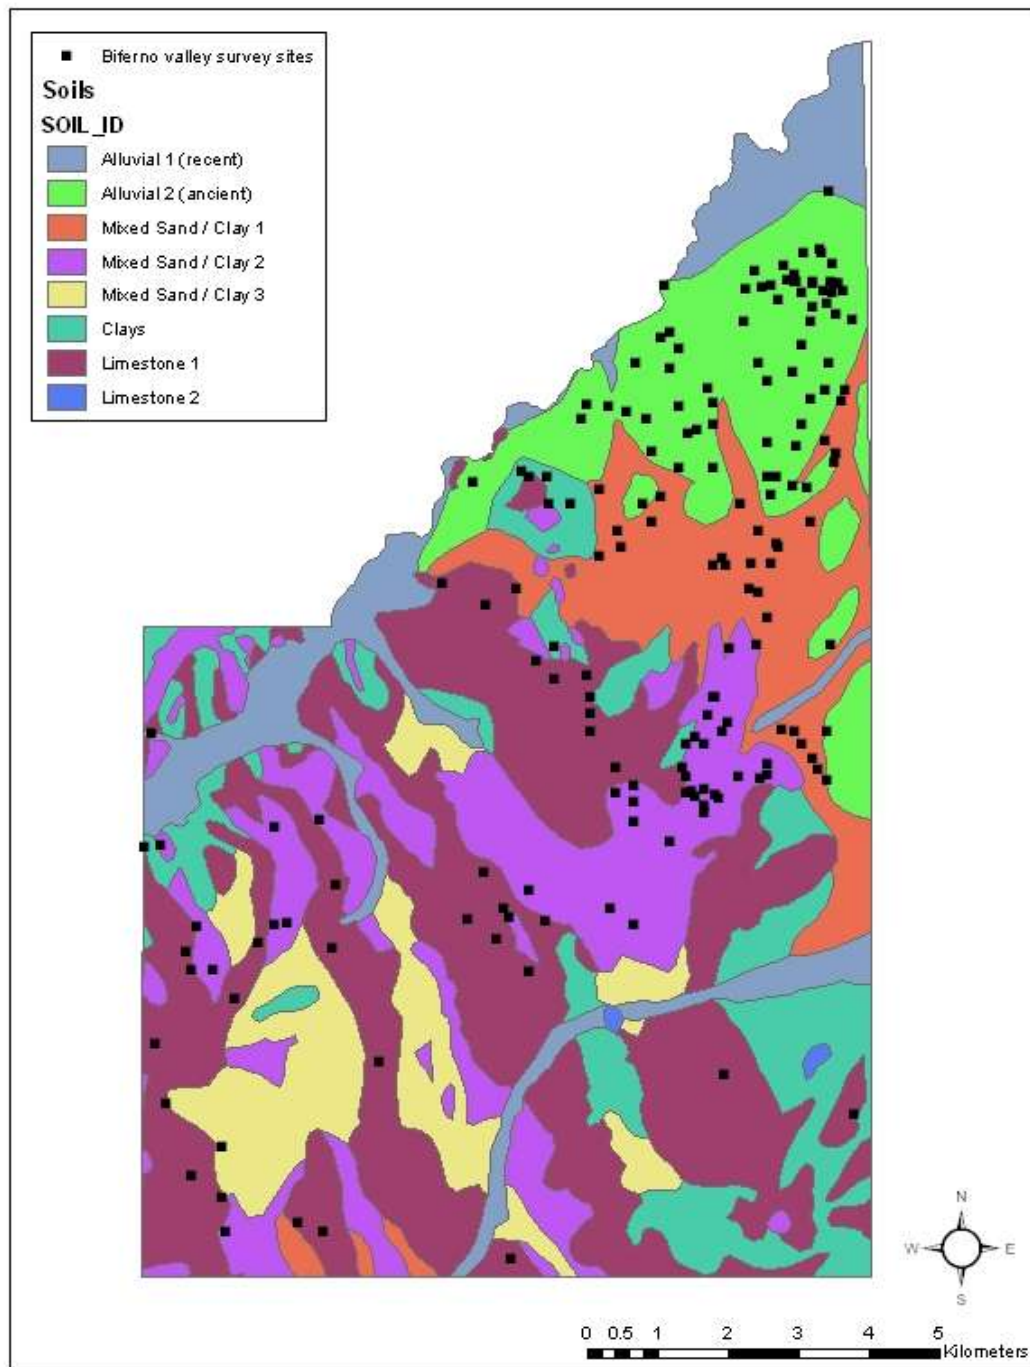 Biferno valley survey sites
Soils
SOIL_ID
Alluvial 1 (recent)
Alluvial 2 (ancient)
Mixed Sand / Clay 1
Mixed Sand / Clay 2
Mixed Sand / Clay 3
Clays
Limestone 1
Limestone 2
N
W E
S
0 0.5 1 2 3 4 5
Kilometers